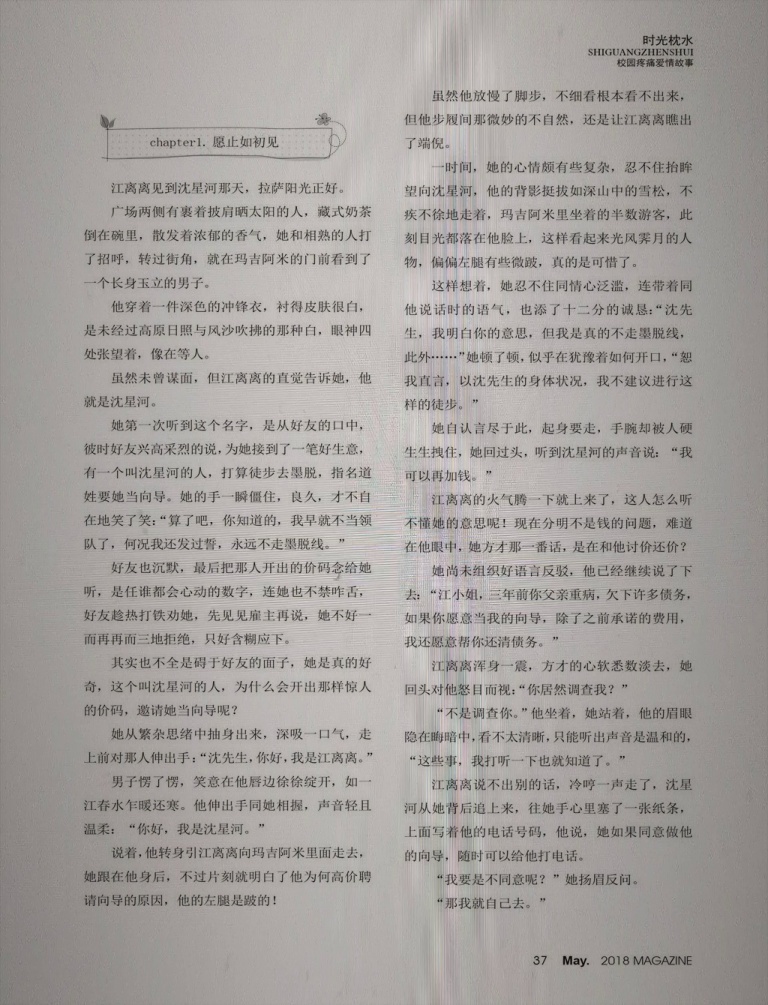 时光枕水
SHIGUANGZHENSHUI
校园疼痛爱情故事
chapter1. 愿止如初见
江离离见到沈星河那天，拉萨阳光正好。
广场两侧有裹着披肩晒太阳的人，藏式奶茶
倒在碗里，散发着浓郁的香气，她和相熟的人打
了招呼，转过街角，就在玛吉阿米的门前看到了
一个长身玉立的男子。
他穿着一件深色的冲锋衣，衬得皮肤很白，
是未经过高原日照与风沙吹拂的那种白，眼神四
处张望着，像在等人。
虽然未曾谋面，但江离离的直觉告诉她，他
就是沈星河。
她第一次听到这个名字，是从好友的口中，
彼时好友兴高采烈的说，为她接到了一笔好生意，
有一个叫沈星河的人，打算徒步去墨脱，指名道
姓要她当向导。她的手一瞬僵住，良久，才不自
在地笑了笑：“算了吧，你知道的，我早就不当领
队了，何况我还发过誓，永远不走墨脱线。”
好友也沉默，最后把那人开出的价码念给她
听，是任谁都会心动的数字，连她也不禁咋舌，
好友趁热打铁劝她，先见见雇主再说，她不好一
而再再而三地拒绝，只好含糊应下。
其实也不全是碍于好友的面子，她是真的好
奇，这个叫沈星河的人，为什么会开出那样惊人
的价码，邀请她当向导呢？
她从繁杂思绪中抽身出来，深吸一口气，走
上前对那人伸出手：“沈先生，你好，我是江离离。”
男子愣了愣，笑意在他唇边徐徐绽开，如一
江春水乍暖还寒。他伸出手同她相握，声音轻且
温柔：“你好，我是沈星河。”
说着，他转身引江离离向玛吉阿米里面走去，
她跟在他身后，不过片刻就明白了他为何高价聘
请向导的原因，他的左腿是跛的！
虽然他放慢了脚步，不细看根本看不出来，
但他步履间那微妙的不自然，还是让江离离瞧出
了端倪。
一时间，她的心情颇有些复杂，忍不住抬眸
望向沈星河，他的背影挺拔如深山中的雪松，不
疾不徐地走着，玛吉阿米里坐着的半数游客，此
刻目光都落在他脸上，这样看起来光风霁月的人
物，偏偏左腿有些微跛，真的是可惜了。
这样想着，她忍不住同情心泛滥，连带着同
他说话时的语气，也添了十二分的诚恳：“沈先
生，我明白你的意思，但我是真的不走墨脱线，
此外……”她顿了顿，似乎在犹豫着如何开口，“恕
我直言，以沈先生的身体状况，我不建议进行这
样的徒步。”
她自认言尽于此，起身要走，手腕却被人硬
生生拽住，她回过头，听到沈星河的声音说：“我
可以再加钱。”
江离离的火气腾一下就上来了，这人怎么听
不懂她的意思呢！现在分明不是钱的问题，难道
在他眼中，她方才那一番话，是在和他讨价还价？
她尚未组织好语言反驳，他已经继续说了下
去：“江小姐，三年前你父亲重病，欠下许多债务，
如果你愿意当我的向导，除了之前承诺的费用，
我还愿意帮你还清债务。”
江离离浑身一震，方才的心软悉数淡去，她
回头对他怒目而视：“你居然调查我？”
“不是调查你。”他坐着，她站着，他的眉眼
隐在晦暗中，看不太清晰，只能听出声音是温和的，
“这些事，我打听一下也就知道了。”
江离离说不出别的话，冷哼一声走了，沈星
河从她背后追上来，往她手心里塞了一张纸条，
上面写着他的电话号码，他说，她如果同意做他
的向导，随时可以给他打电话。
“我要是不同意呢？”她扬眉反问。
“那我就自己去。”
37 May. 2018 MAGAZINE